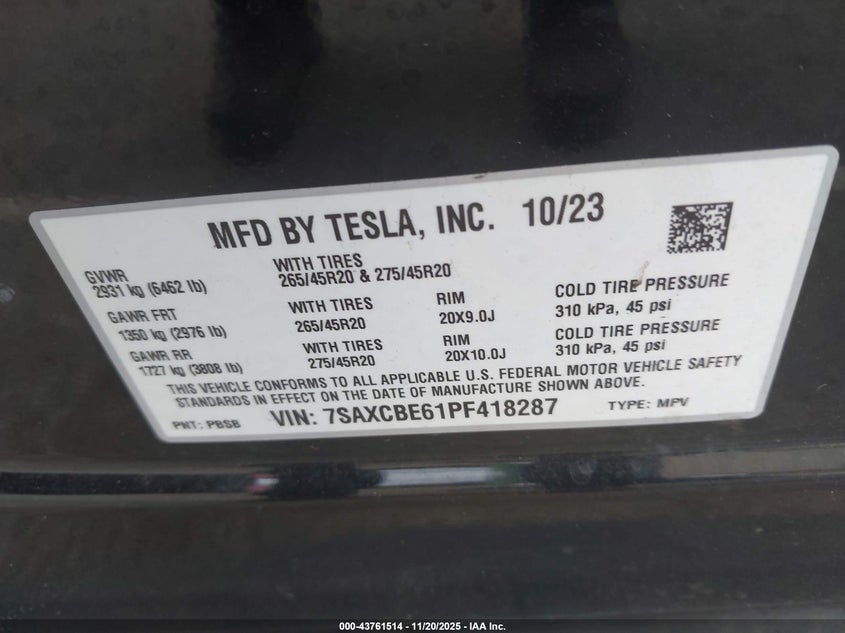 MFD BY TESLA, INC. 10/23
GVWR
2931 kg (6462 lb)
WITH TIRES
265/45R20 & 275/45R20
GAWR FRT
1350 kg (2976 lb)
WITH TIRES
265/45R20
RIM
20X9.0J
COLD TIRE PRESSURE
310 kPa, 45 psi
GAWR RR
1727 kg (3808 lb)
WITH TIRES
275/45R20
RIM
20X10.0J
COLD TIRE PRESSURE
310 kPa, 45 psi
THIS VEHICLE CONFORMS TO ALL APPLICABLE U.S. FEDERAL MOTOR VEHICLE SAFETY
STANDARDS IN EFFECT ON THE DATE OF MANUFACTURE SHOWN ABOVE.
PNT: PBSB VIN: 7SAXCBE61PF418287 TYPE: MPV
000-43761514 - 11/20/2025 - IAA Inc.